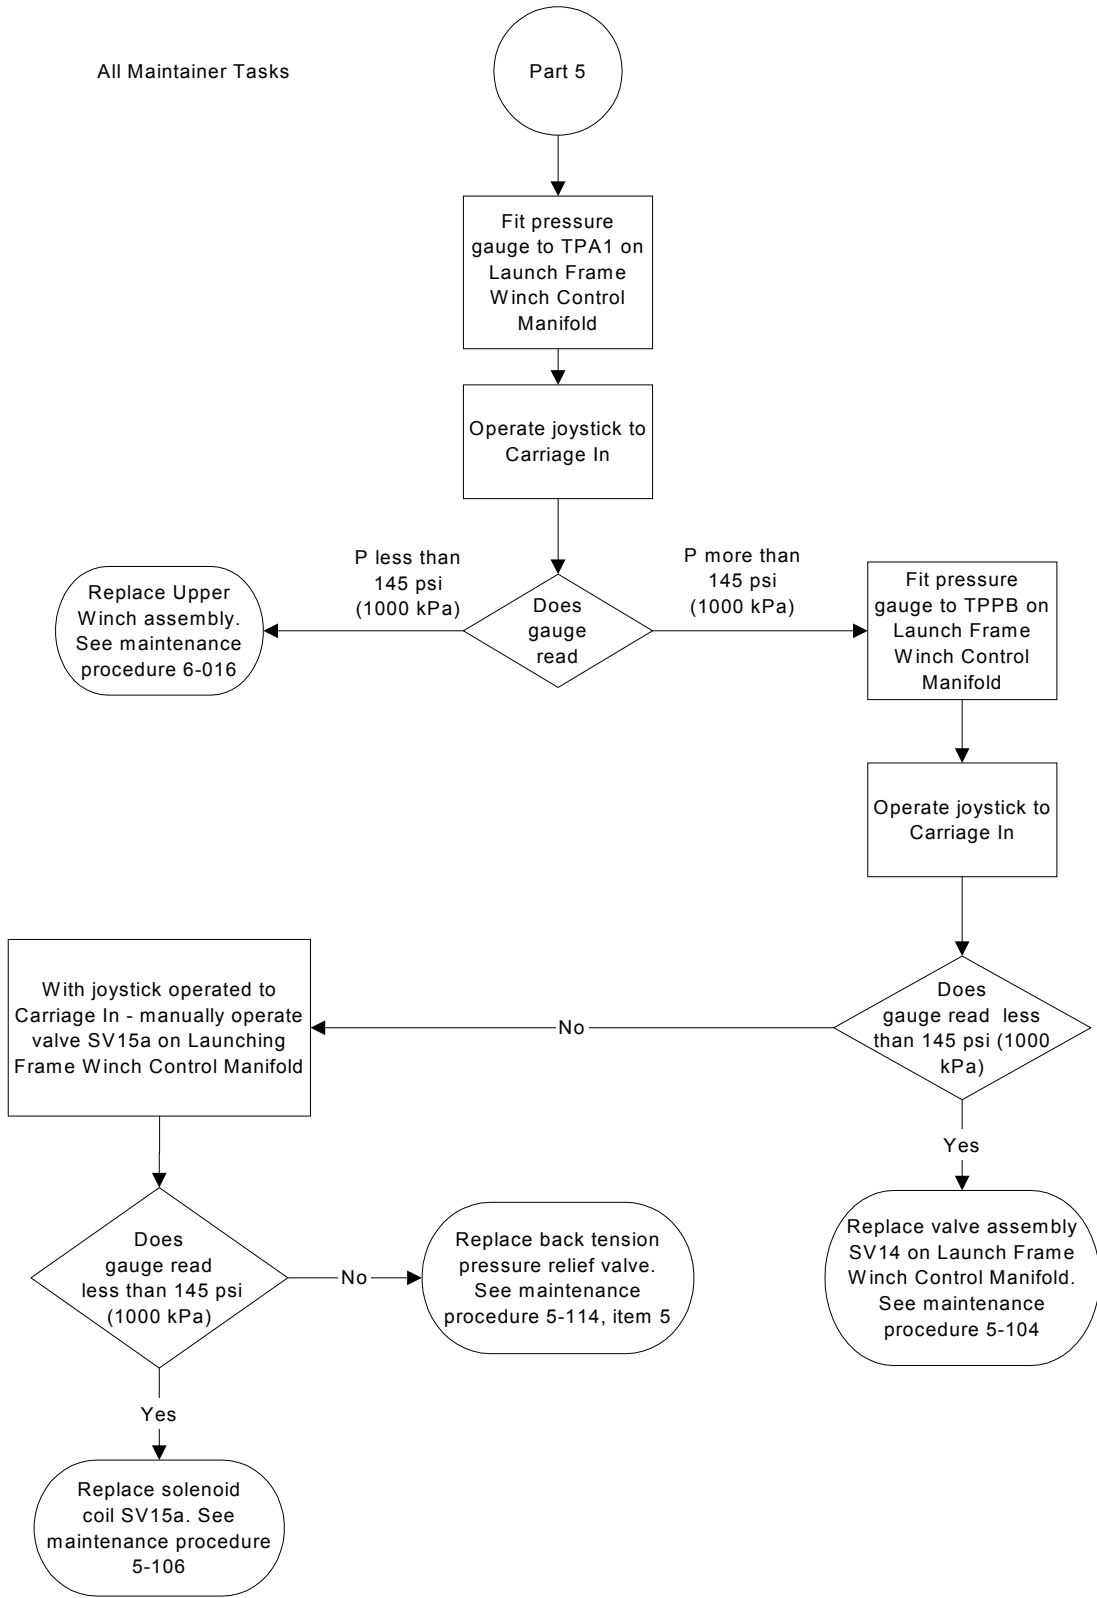 All Maintainer Tasks
Part 5
Fit pressure
gauge to TPA1 on
Launch Frame
Winch Control
Manifold
Operate joystick to
Carriage In
P less than
145 psi
(1000 kPa)
P more than
145 psi
(1000 kPa)
Replace Upper
Winch assembly.
See maintenance
procedure 6-016
Does
gauge
read
Fit pressure
gauge to TPPB on
Launch Frame
Winch Control
Manifold
Operate joystick to
Carriage In
Does
gauge read less
than 145 psi (1000
kPa)
No
With joystick operated to
Carriage In - manually operate
valve SV15a on Launching
Frame Winch Control Manifold
Yes
Replace valve assembly
SV14 on Launch Frame
Winch Control Manifold.
See maintenance
procedure 5-104
Does
gauge read
less than 145 psi
(1000 kPa)
No
Replace back tension
pressure relief valve.
See maintenance
procedure 5-114, item 5
Yes
Replace solenoid
coil SV15a. See
maintenance procedure
5-106